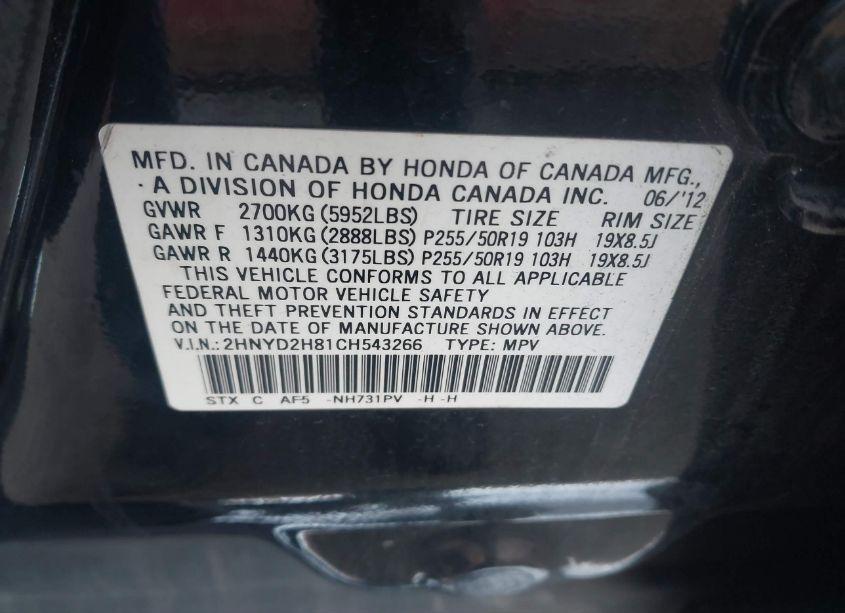 MFD. IN CANADA BY HONDA OF CANADA MFG.,
A DIVISION OF HONDA CANADA INC. 06/'12
GVWR 2700KG (5952LBS) TIRE SIZE RIM SIZE
GAWR F 1310KG (2888LBS) P255/50R19 103H 19X8.5J
GAWR R 1440KG (3175LBS) P255/50R19 103H 19X8.5J
THIS VEHICLE CONFORMS TO ALL APPLICABLE
FEDERAL MOTOR VEHICLE SAFETY
AND THEFT PREVENTION STANDARDS IN EFFECT
ON THE DATE OF MANUFACTURE SHOWN ABOVE.
V.I.N.: 2HNYD2H81CH543266 TYPE: MPV
STX C AF5 -NH731PV -H -H